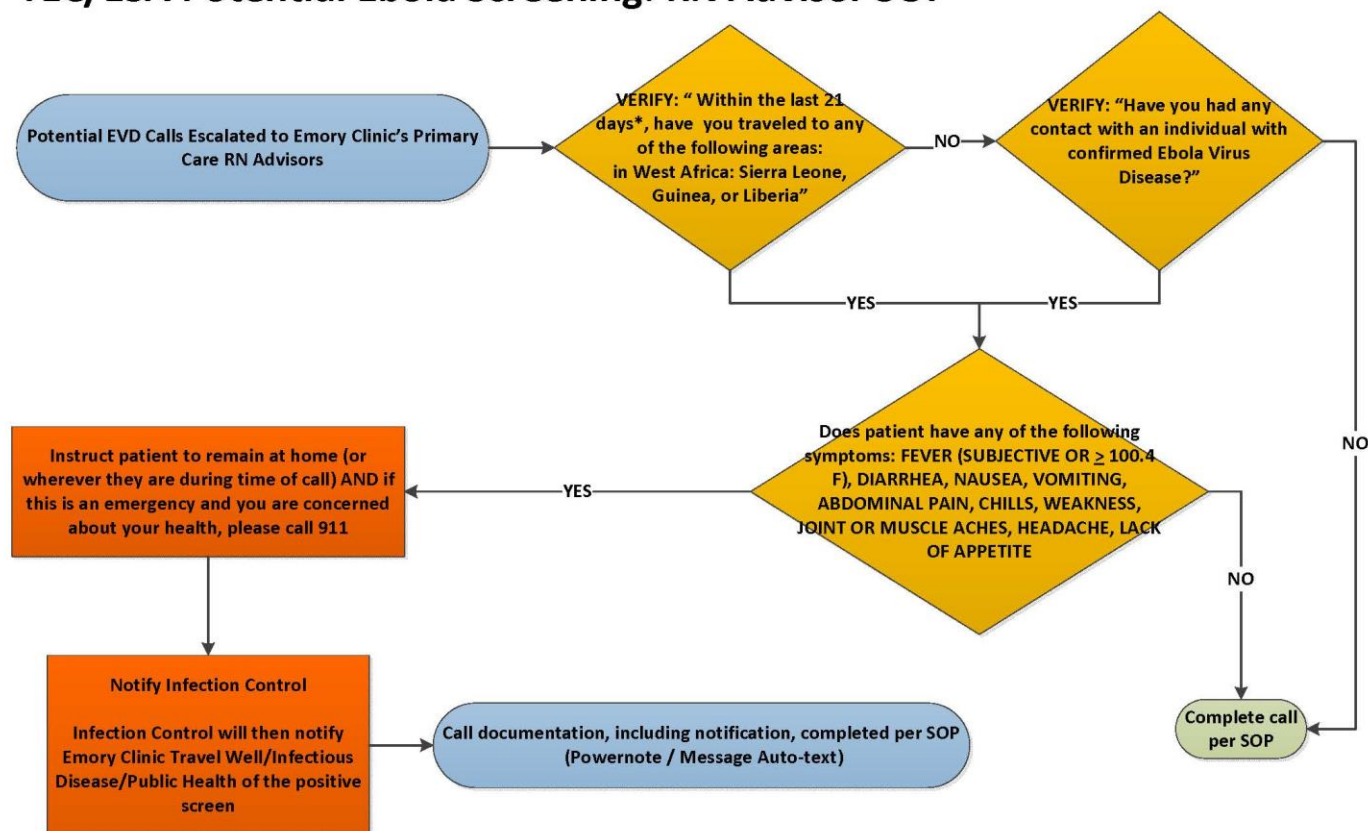 Potential EVD Calls Escalated to Emory Clinic's Primary
Care RN Advisors
VERIFY: " Within the last 21
days*, have you traveled to any
of the following areas:
in West Africa: Sierra Leone,
Guinea, or Liberia"
NO
VERIFY: "Have you had any
contact with an individual with
confirmed Ebola Virus
Disease?"
YES
YES
NO
Does patient have any of the following
symptoms: FEVER (SUBJECTIVE OR ≥ 100.4
F), DIARRHEA, NAUSEA, VOMITING,
ABDOMINAL PAIN, CHILLS, WEAKNESS,
JOINT OR MUSCLE ACHES, HEADACHE, LACK
OF APPETITE
YES
NO
Instruct patient to remain at home (or
wherever they are during time of call) AND if
this is an emergency and you are concerned
about your health, please call 911
Notify Infection Control
Infection Control will then notify
Emory Clinic Travel Well/Infectious
Disease/Public Health of the positive
screen
Call documentation, including notification, completed per SOP
(Powernote / Message Auto-text)
Complete call
per SOP